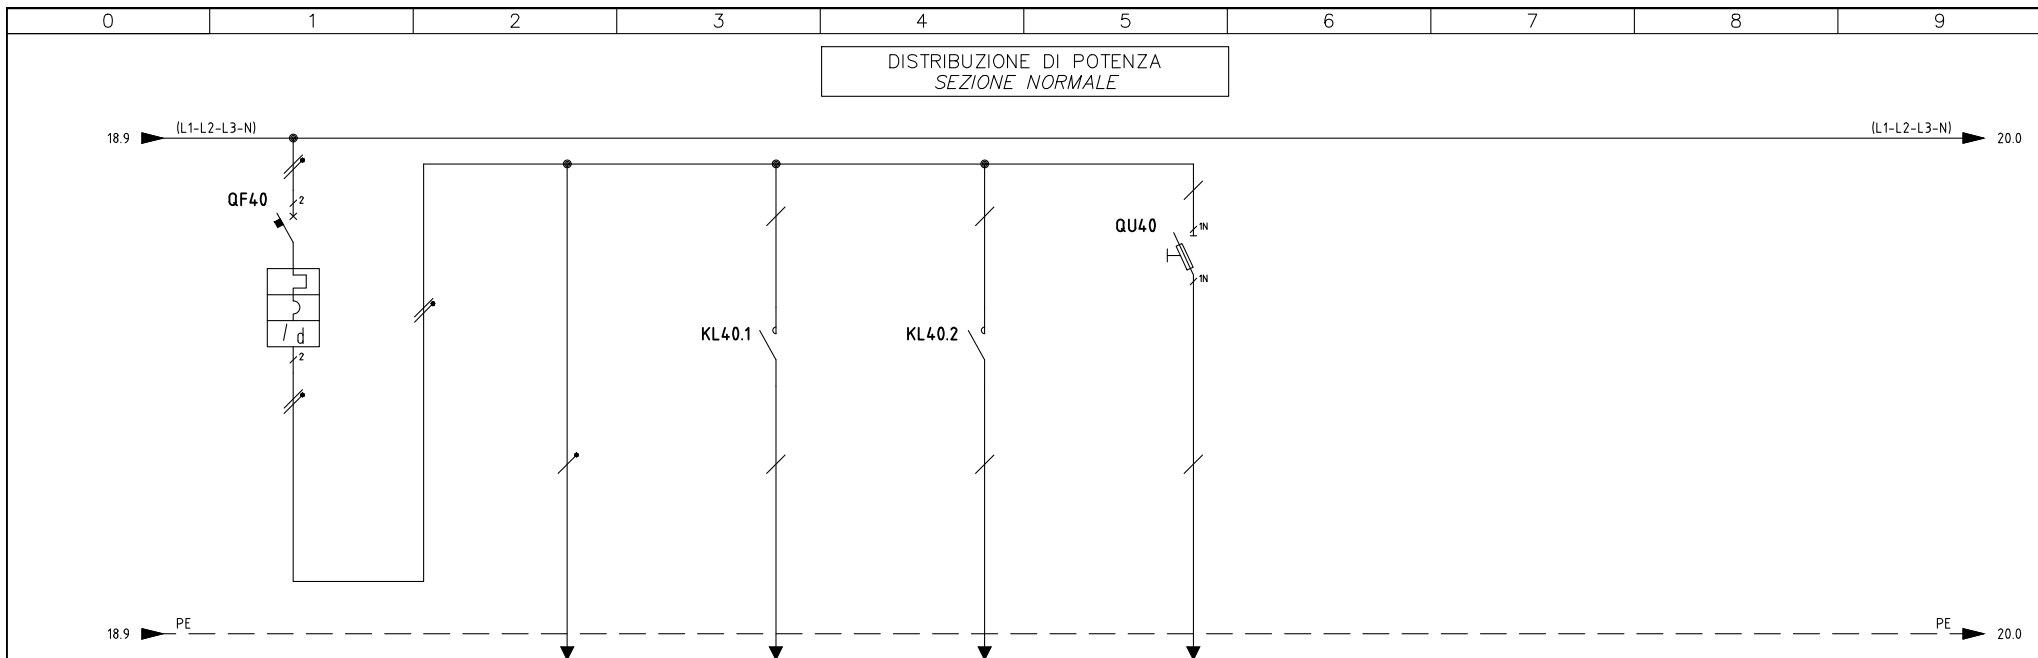 0 1 2 3 4 5 6 7 8 9
DISTRIBUZIONE DI POTENZA
SEZIONE NORMALE
18.9 (L1-L2-L3-N) (L1-L2-L3-N) 20.0
QF40 2
QU40 1N
1N
/ d
KL40.1 KL40.2
2
18.9 PE PE 20.0